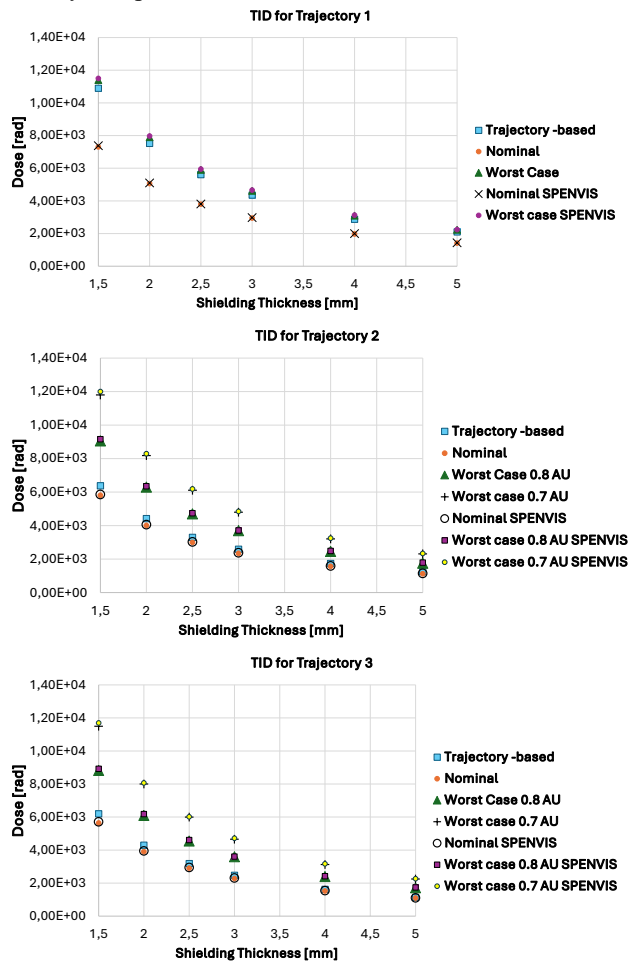 TID for Trajectory 1
1,40E+04
1,20E+04
1,00E+04
8,00E+03
6,00E+03
4,00E+03
2,00E+03
0,00E+00
Dose [rad]
1,5 2 2,5 3 3,5 4 4,5 5
Shielding Thickness [mm]
Trajectory -based
Nominal
Worst Case
Nominal SPENVIS
Worst case SPENVIS
TID for Trajectory 2
1,40E+04
1,20E+04
1,00E+04
8,00E+03
6,00E+03
4,00E+03
2,00E+03
0,00E+00
Dose [rad]
1,5 2 2,5 3 3,5 4 4,5 5
Shielding Thickness [mm]
Trajectory -based
Nominal
Worst Case 0.8 AU
Worst case 0.7 AU
Nominal SPENVIS
Worst case 0.8 AU SPENVIS
Worst case 0.7 AU SPENVIS
TID for Trajectory 3
1,40E+04
1,20E+04
1,00E+04
8,00E+03
6,00E+03
4,00E+03
2,00E+03
0,00E+00
Dose [rad]
1,5 2 2,5 3 3,5 4 4,5 5
Shielding Thickness [mm]
Trajectory -based
Nominal
Worst Case 0.8 AU
Worst case 0.7 AU
Nominal SPENVIS
Worst case 0.8 AU SPENVIS
Worst case 0.7 AU SPENVIS